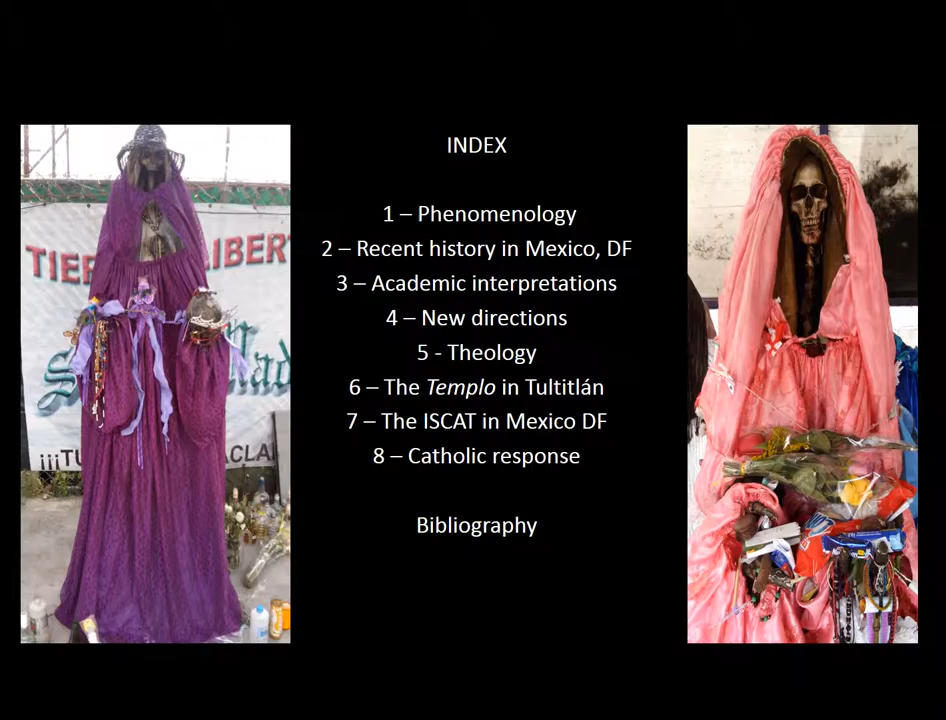 INDEX
1 – Phenomenology
2 – Recent history in Mexico, DF
3 – Academic interpretations
4 – New directions
5 - Theology
6 – The Templo in Tultitlán
7 – The ISCAT in Mexico DF
8 – Catholic response
Bibliography